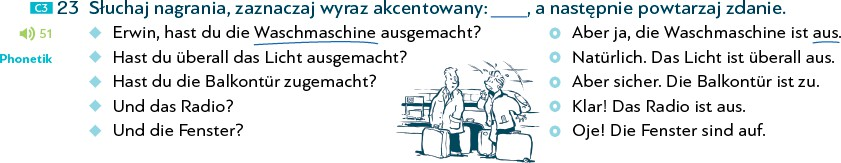 C3 23 Słuchaj nagrania, zaznaczaj wyraz akcentowany: ____, a następnie powtarzaj zdanie.
51 Erwin, hast du die Waschmaschine ausgemacht? Aber ja, die Waschmaschine ist aus.
Phonetik Hast du überall das Licht ausgemacht? Natürlich. Das Licht ist überall aus.
Hast du die Balkontür zugemacht? Aber sicher. Die Balkontür ist zu.
Und das Radio? Klar! Das Radio ist aus.
Und die Fenster? Oje! Die Fenster sind auf.